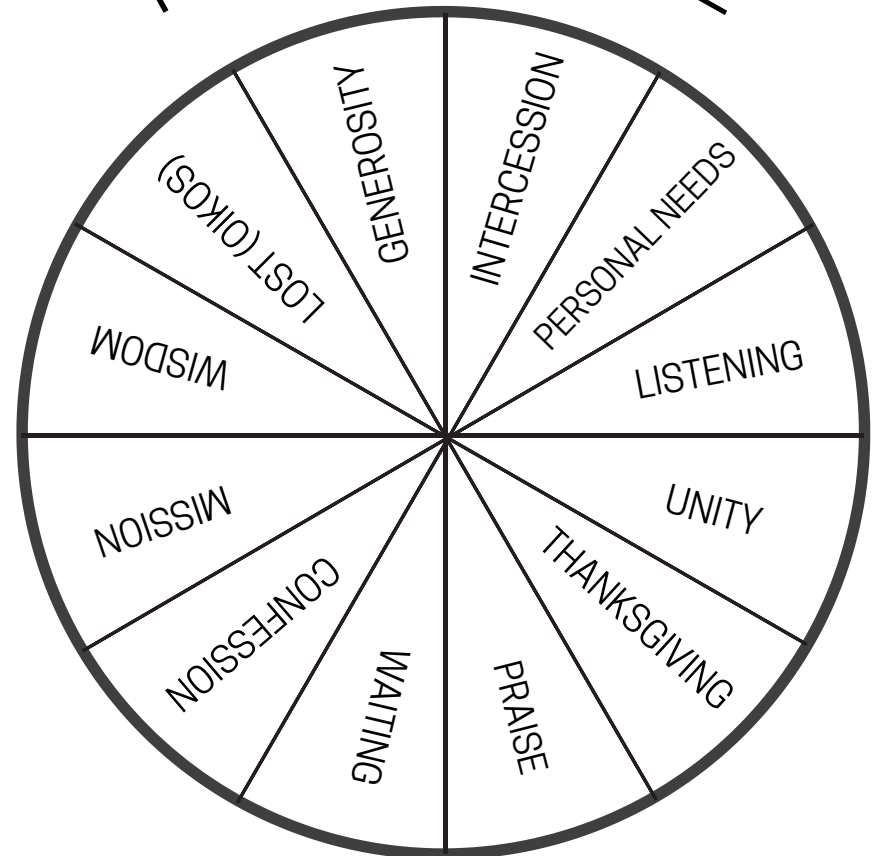 INTERCESSION
PERSONAL NEEDS
LISTENING
UNITY
THANKSGIVING
PRAISE
WAITING
CONFESSION
MISSION
WISDOM
LOST (OIKOS)
GENEROSITY